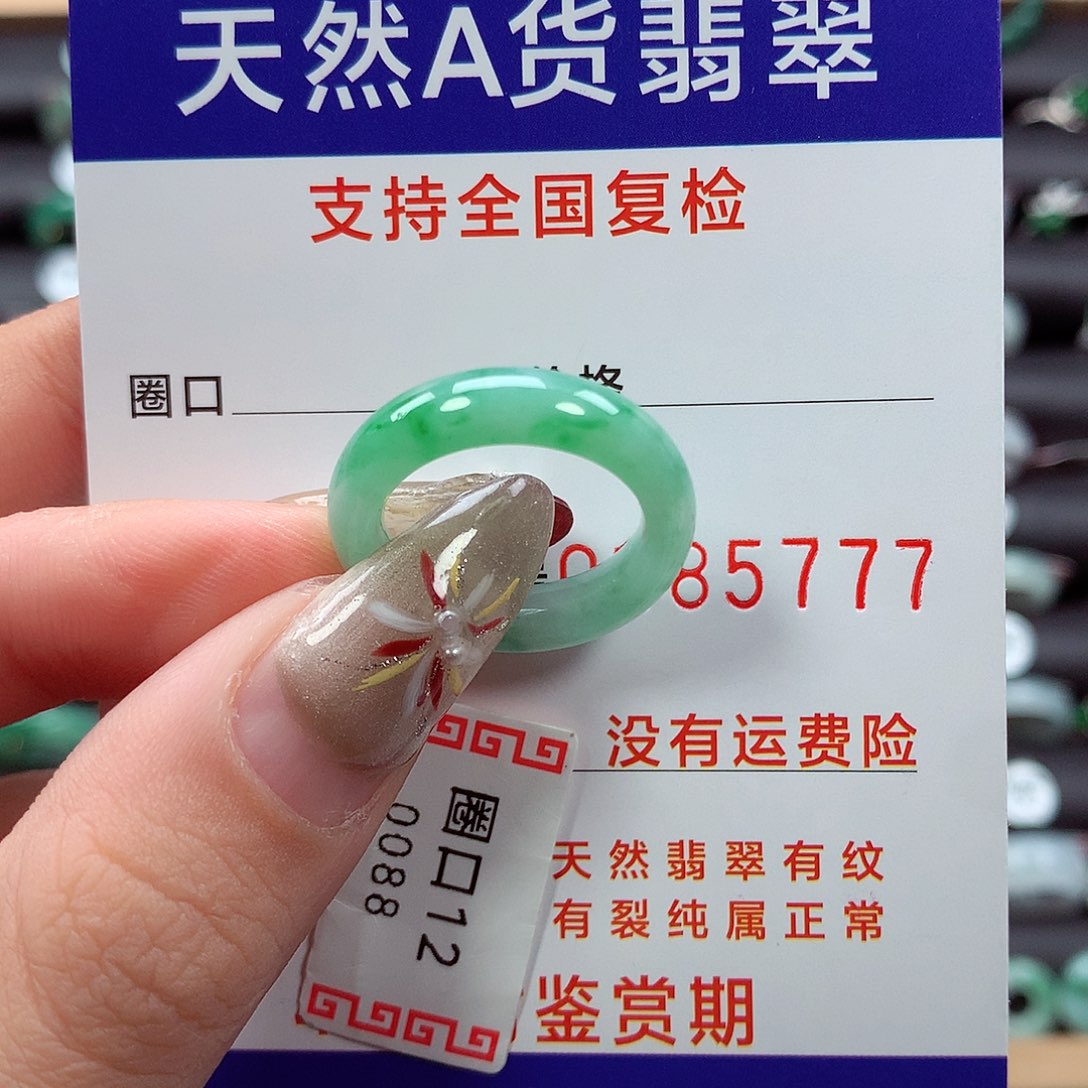 天然A货翡翠
支持全国复检
圈口
85777
没有运费险
天然翡翠有纹
有裂纯属正常
鉴赏期
圈口12
0088